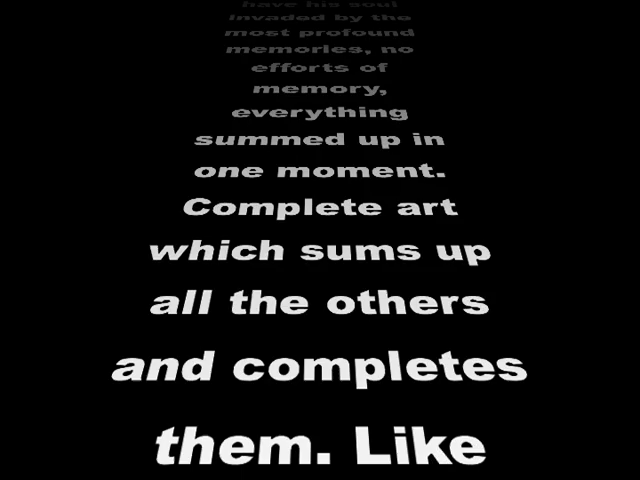 have his soul
invaded by the
most profound
memories, no
efforts of
memory,
everything
summed up in
one moment.
Complete art
which sums up
all the others
and completes
them. Like